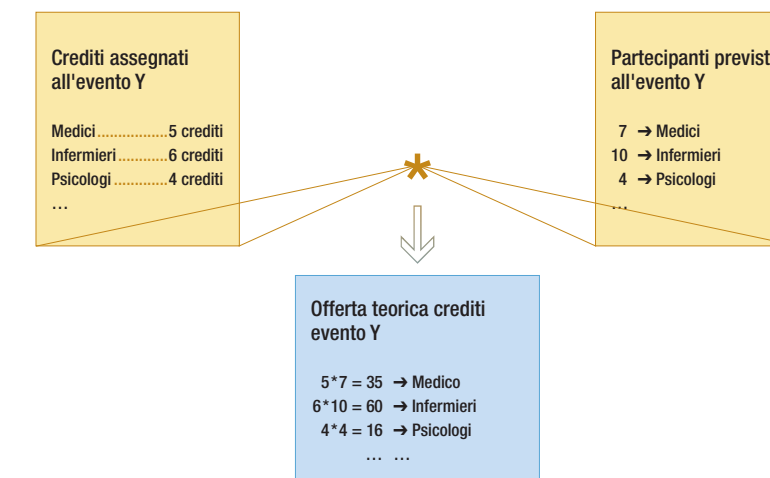 Crediti assegnati
all'evento Y
Medici................5 crediti
Infermieri............6 crediti
Psicologi.............4 crediti
...
*
Partecipanti previst
all'evento Y
7 ➔ Medici
10 ➔ Infermieri
4 ➔ Psicologi
...
Offerta teorica crediti
evento Y
5*7 = 35 ➔ Medico
6*10 = 60 ➔ Infermieri
4*4 = 16 ➔ Psicologi
... ...